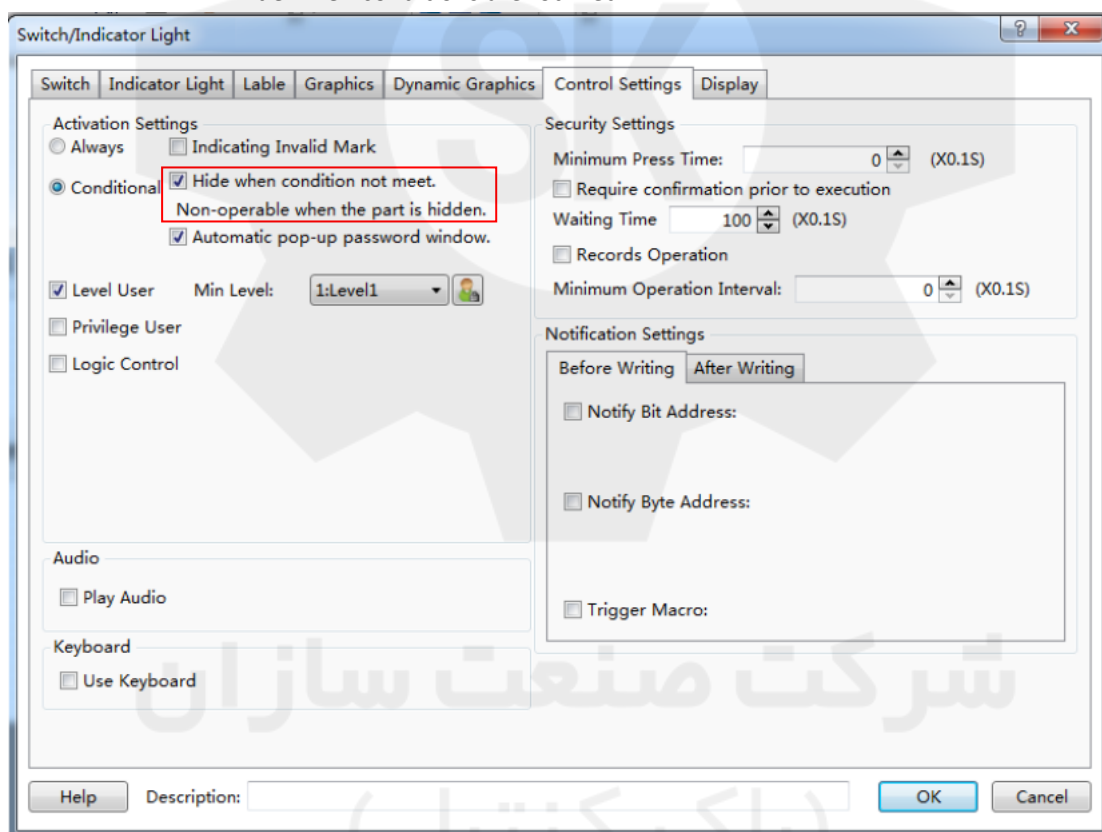 Switch/Indicator Light
Switch Indicator Light Lable Graphics Dynamic Graphics Control Settings Display
Activation Settings
Always Indicating Invalid Mark
Conditional Hide when condition not meet.
Non-operable when the part is hidden.
Automatic pop-up password window.
Level User Min Level: 1:Level1
Privilege User
Logic Control
Audio
Play Audio
Keyboard
Use Keyboard
Security Settings
Minimum Press Time: 0 (X0.1S)
Require confirmation prior to execution
Waiting Time 100 (X0.1S)
Records Operation
Minimum Operation Interval: 0 (X0.1S)
Notification Settings
Before Writing After Writing
Notify Bit Address:
Notify Byte Address:
Trigger Macro:
شرکت صنعت سازان
Help Description: OK Cancel